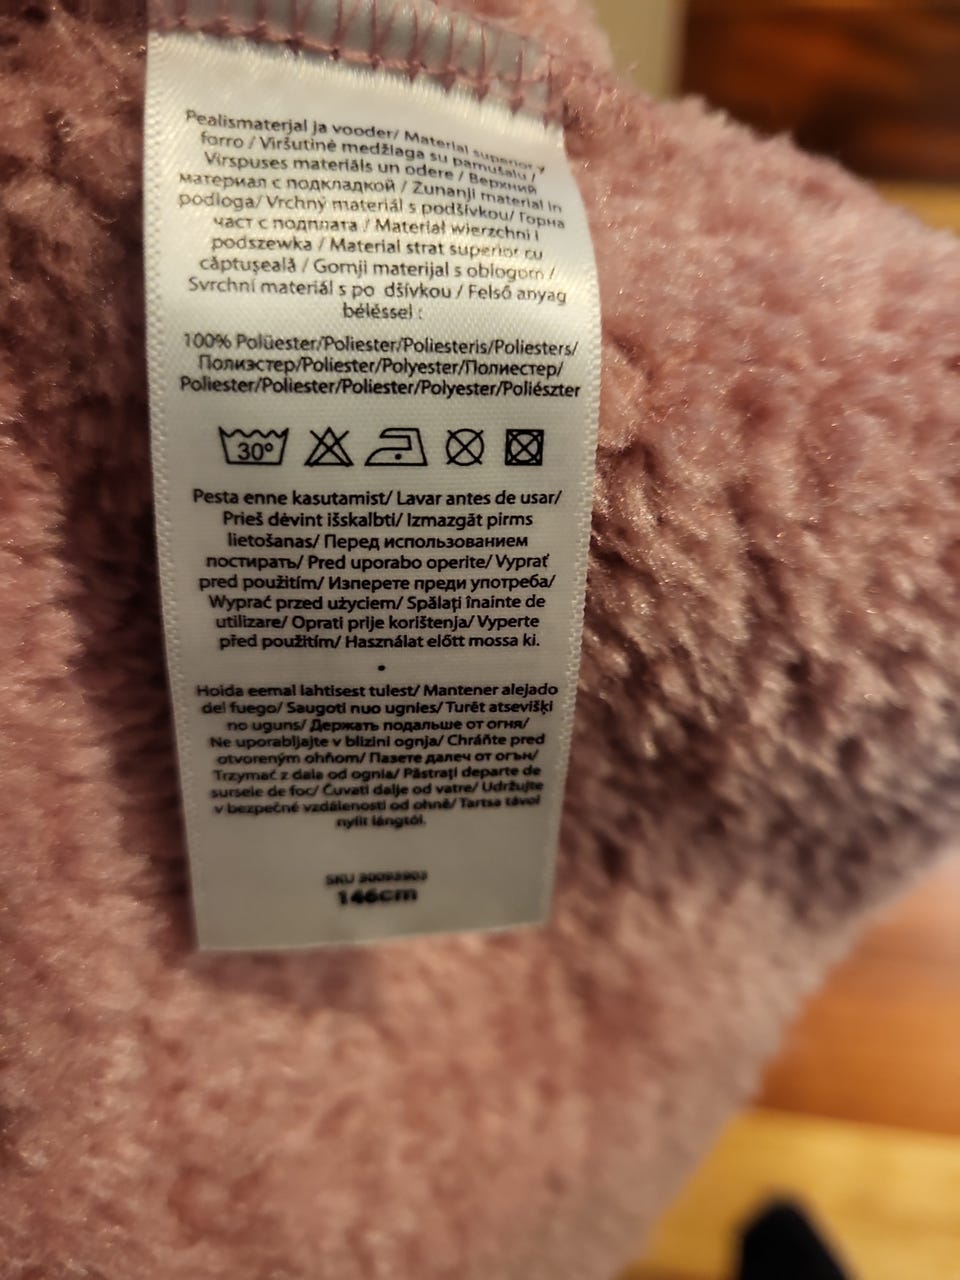 Pealismaterjal ja vooder/ Material superior y
forro / Viršutinė medžiaga su pamušalu /
Virspuses materiāls un odere / Верхний
материал с подкладкой / Zunanji material in
podloga/ Vrchný materiál s podšívkou/ Горна
част с подплата / Materiał wierzchni i
podszewka / Material strat superior cu
căptuşeală / Gornji materijal s oblogom /
Svrchní materiál s po dšívkou / Felső anyag
béléssel :
100% Polüester/Poliester/Poliesteris/Poliesters/
Полиэстер/Poliester/Polyester/Полиестер/
Poliester/Poliester/Poliester/Polyester/Poliészter
30°
Pesta enne kasutamist/ Lavar antes de usar/
Prieš dėvint išskalbti/ Izmazgāt pirms
lietošanas/ Перед использованием
постирать/ Pred uporabo operite/ Vyprať
pred použitím/ Изперете преди употреба/
Wyprać przed użyciem/ Spălați înainte de
utilizare/ Oprati prije korištenja/ Vyperte
před použitím/ Használat előtt mossa ki.
•
Hoida eemal lahtisest tulest/ Mantener alejado
del fuego/ Saugoti nuo ugnies/ Turēt atsevišķi
no uguns/ Держать подальше от огня/
Ne uporabljajte v blizini ognja/ Chráňte pred
otvoreným ohňom/ Пазете далеч от огън/
Trzymać z dala od ognia/ Păstrați departe de
sursele de foc/ Čuvati dalje od vatre/ Udržujte
v bezpečné vzdálenosti od ohně/ Tartsa távol
nyílt lángtól.
SKU
146cm